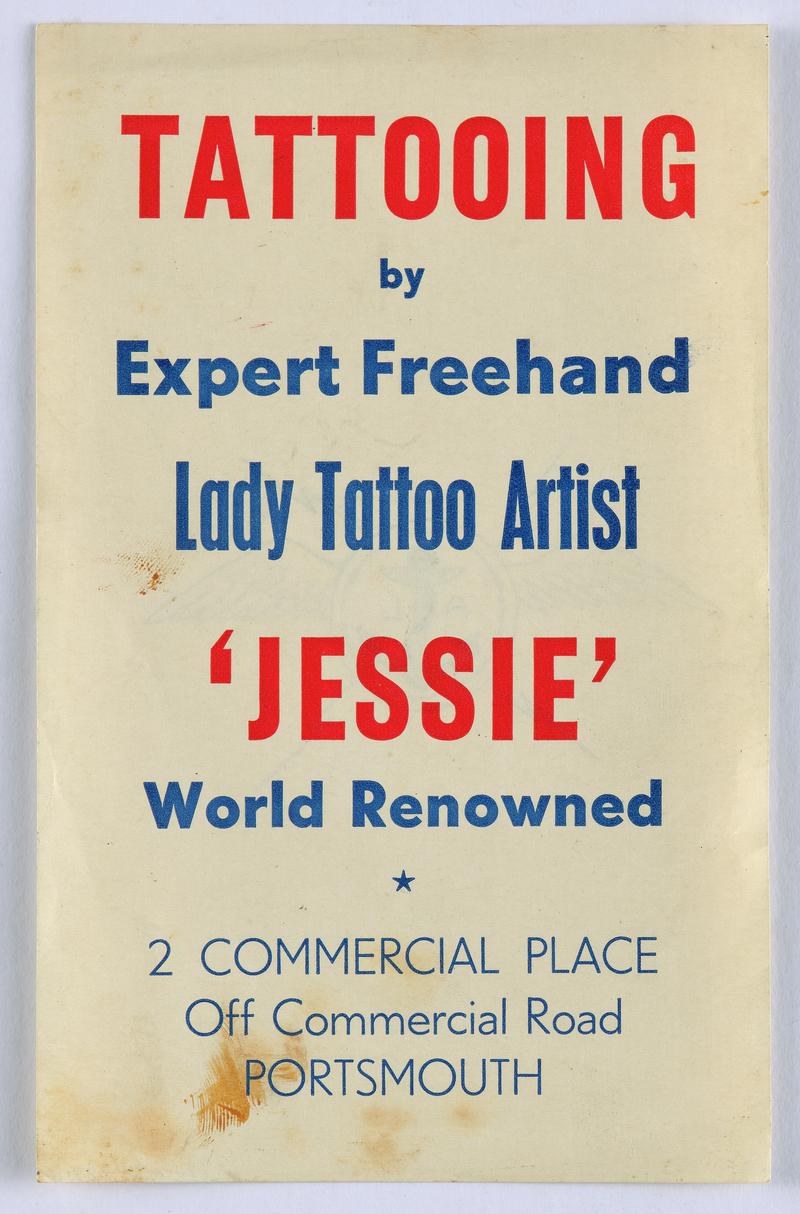 TATTOOING
by
Expert Freehand
Lady Tattoo Artist
‘JESSIE’
World Renowned
★
2 COMMERCIAL PLACE
Off Commercial Road
PORTSMOUTH